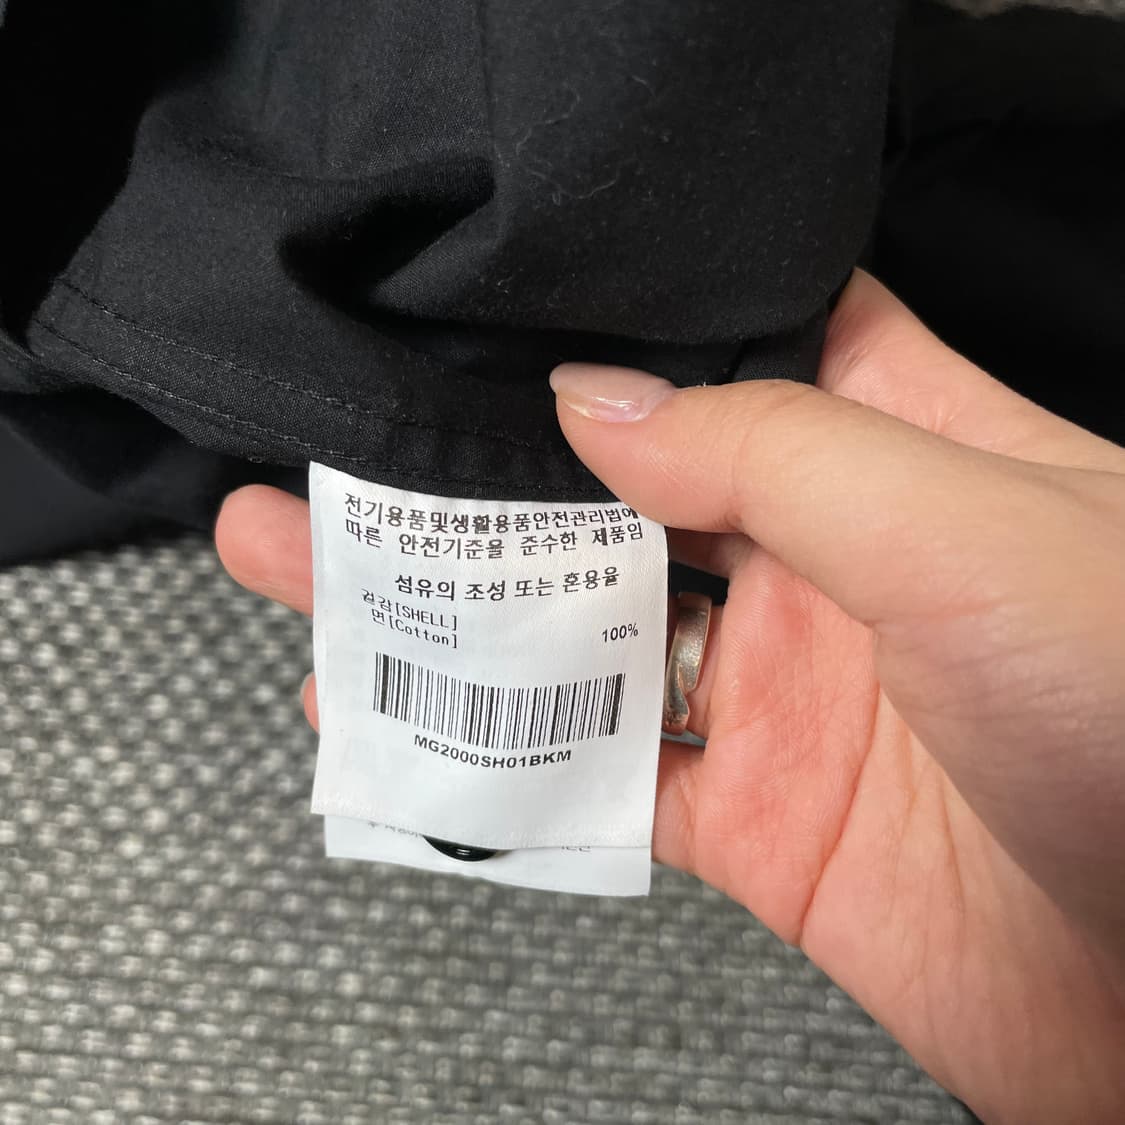 전기용품및생활용품안전관리법에
따른 안전기준을 준수한 제품임
섬유의 조성 또는 혼용율
겉감[SHELL]
면[Cotton] 100%
MG2000SH01BKM